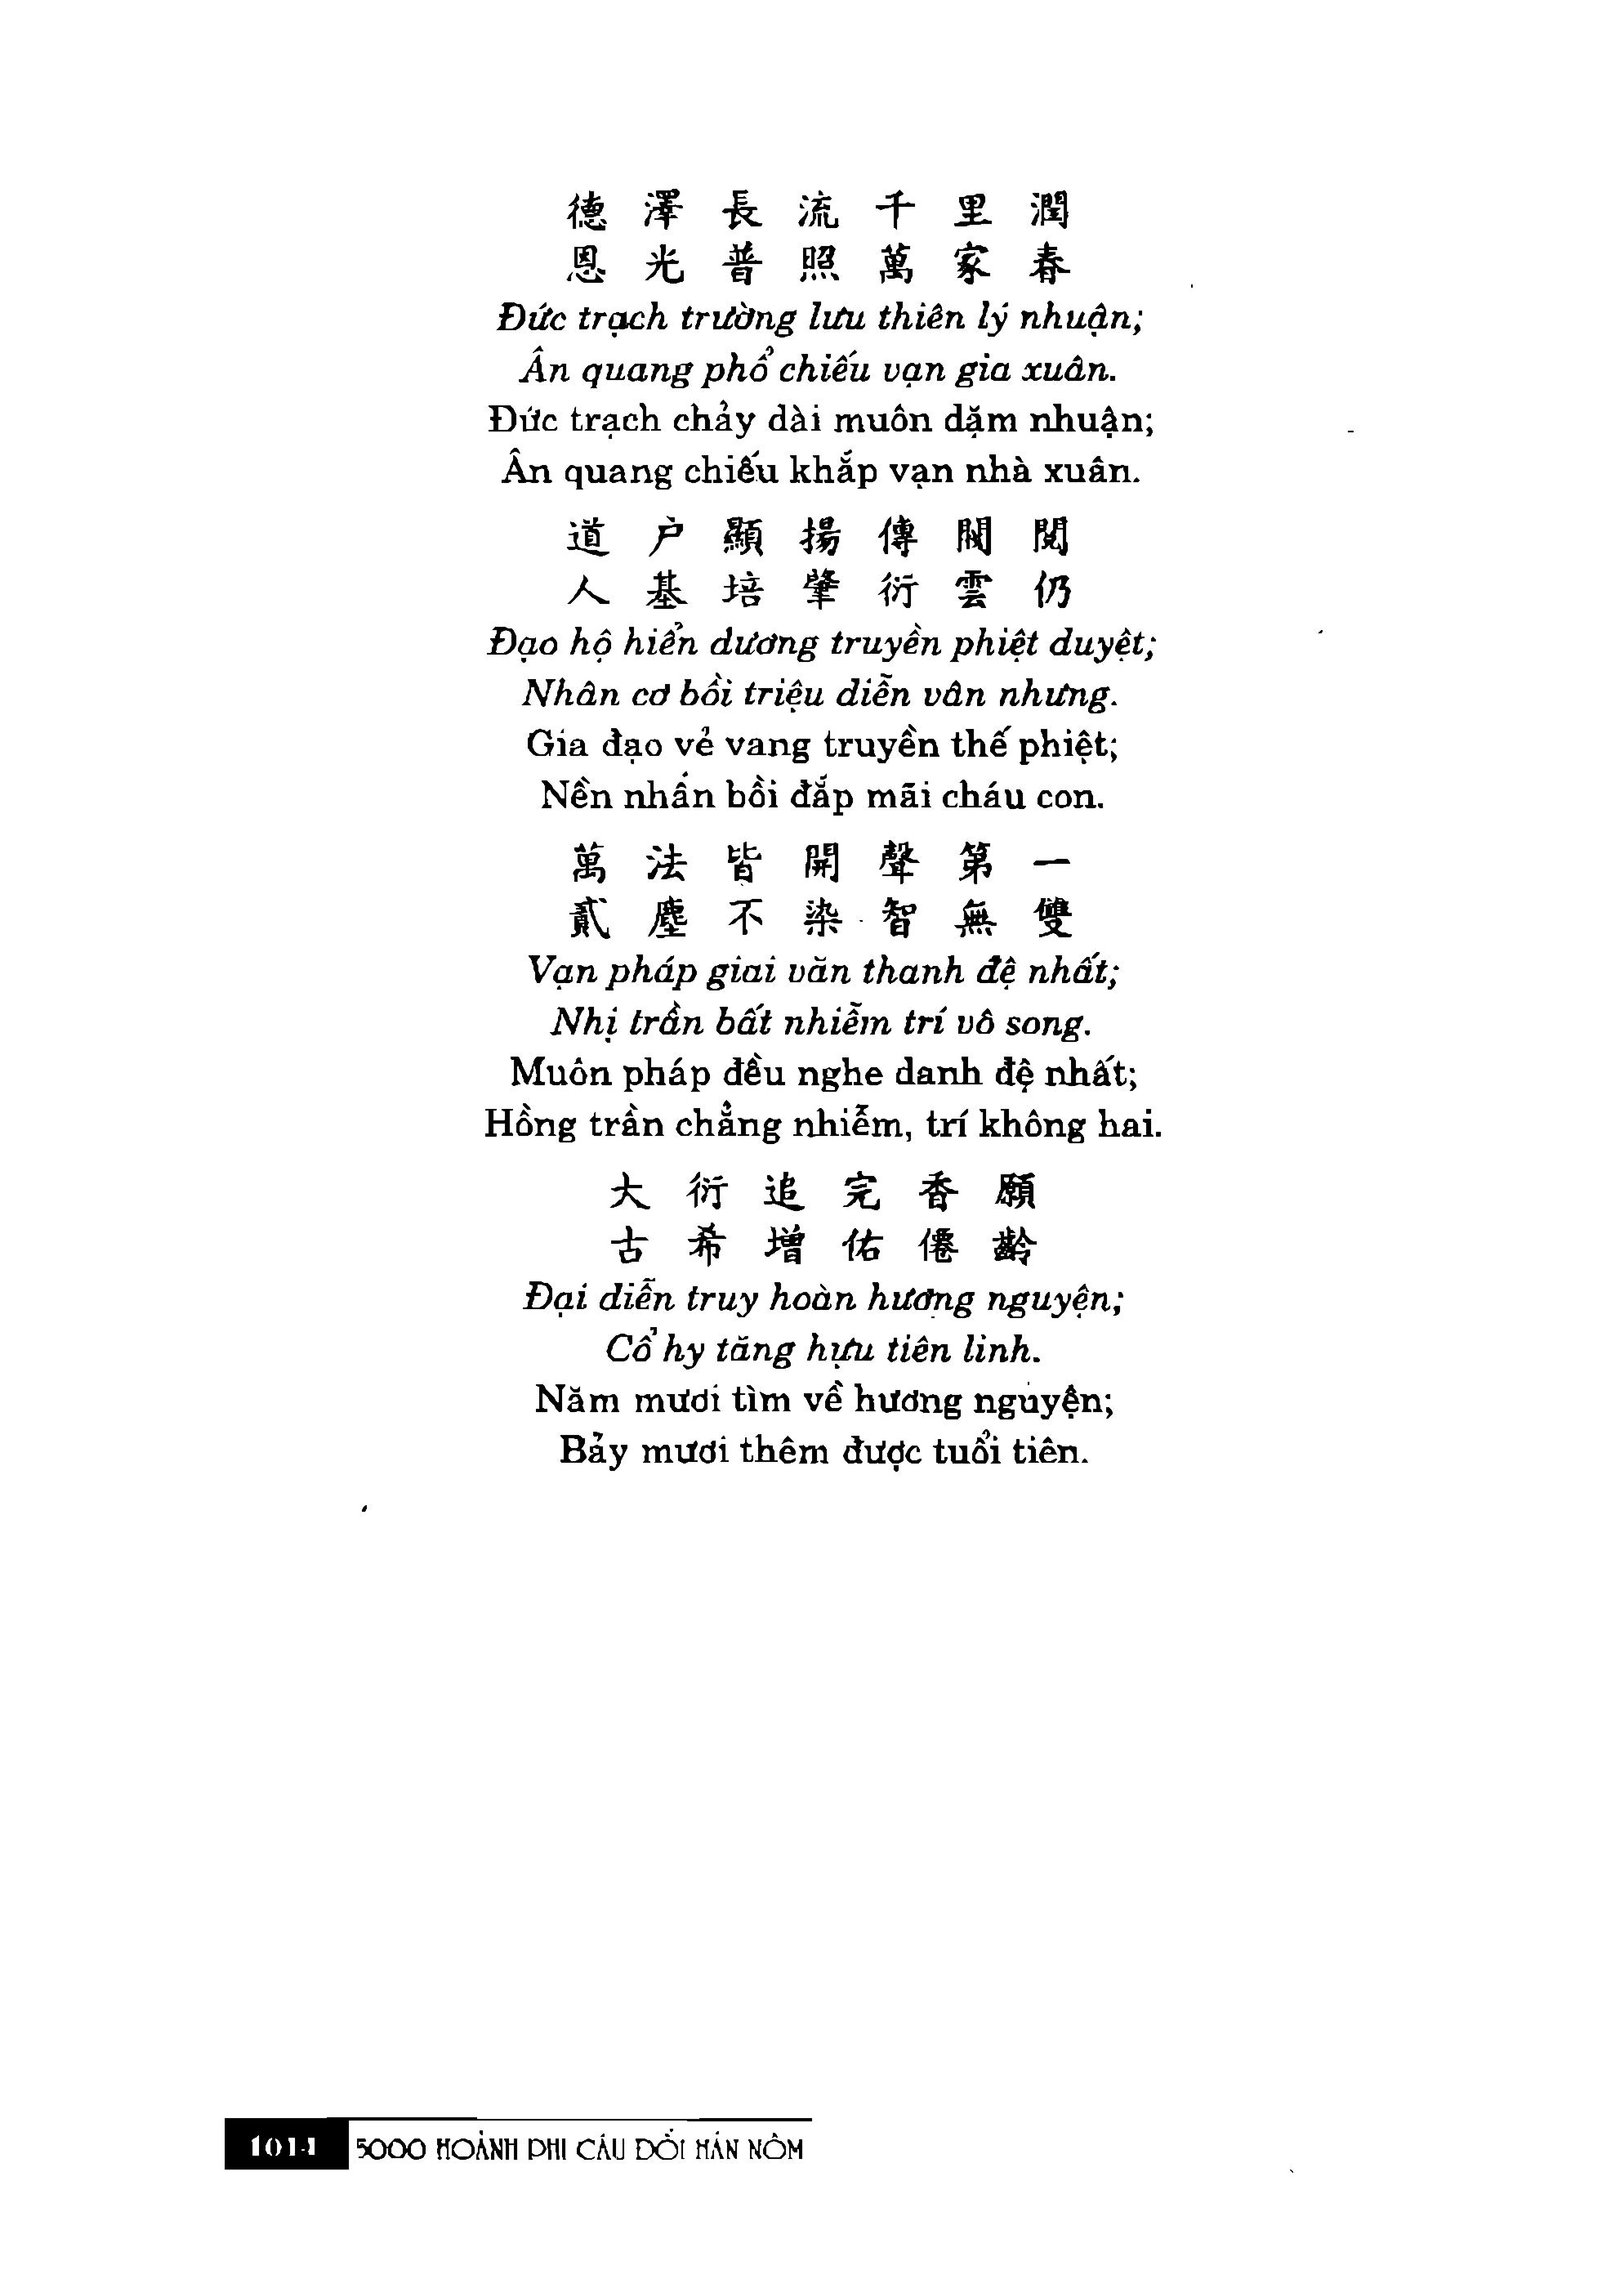 德澤長流千里潤
恩光普照萬家春
Đức trạch trường lưu thiên lý nhuận;
Ân quang phổ chiếu vạn gia xuân.
Đức trạch chảy dài muôn dặm nhuận;
Ân quang chiếu khắp vạn nhà xuân.
道户顯揚傳閥閱
人基培肇衍雲仍
Đạo hộ hiển dương truyền phiệt duyệt;
Nhân cơ bồi triệu diễn vân nhưng.
Gia đạo vẻ vang truyền thế phiệt;
Nền nhấn bồi đắp mãi cháu con.
萬法皆開聲第一
貳塵不染智無雙
Vạn pháp giai văn thanh đệ nhất;
Nhị trần bất nhiễm trí vô song.
Muôn pháp đều nghe danh đệ nhất;
Hồng trần chẳng nhiễm, trí không hai.
大衍追完香願
古希增佑僊齡
Đại diễn truy hoàn hương nguyện;
Cổ hy tăng hựu tiên linh.
Năm mươi tìm về hương nguyện;
Bảy mươi thêm được tuổi tiên.
1014 5000 HOÀNH PHI CÂU ĐỐI HÁN NÔM